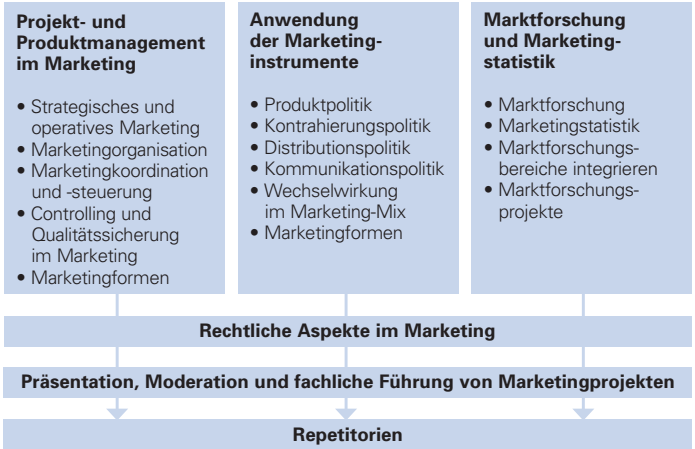 Projekt- und
Produktmanagement
im Marketing
• Strategisches und
operatives Marketing
• Marketingorganisation
• Marketingkoordination
und -steuerung
• Controlling und
Qualitätssicherung
im Marketing
• Marketingformen
Anwendung
der Marketing-
instrumente
• Produktpolitik
• Kontrahierungspolitik
• Distributionspolitik
• Kommunikationspolitik
• Wechselwirkung
im Marketing-Mix
• Marketingformen
Marktforschung
und Marketing-
statistik
• Marktforschung
• Marketingstatistik
• Marktforschungs-
bereiche integrieren
• Marktforschungs-
projekte
Rechtliche Aspekte im Marketing
Präsentation, Moderation und fachliche Führung von Marketingprojekten
Repetitorien